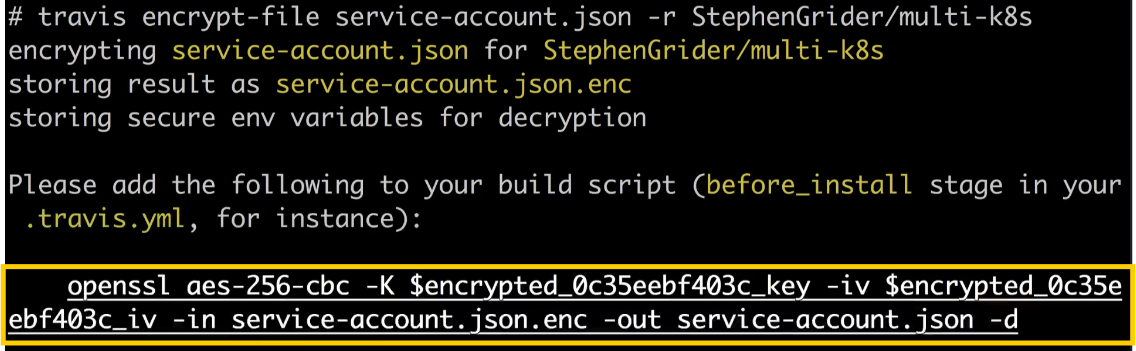 # travis encrypt-file service-account.json -r StephenGrider/multi-k8s
encrypting service-account.json for StephenGrider/multi-k8s
storing result as service-account.json.enc
storing secure env variables for decryption
Please add the following to your build script (before_install stage in your
.travis.yml, for instance):
openssl aes-256-cbc -K $encrypted_0c35eebf403c_key -iv $encrypted_0c35e
ebf403c_iv -in service-account.json.enc -out service-account.json -d